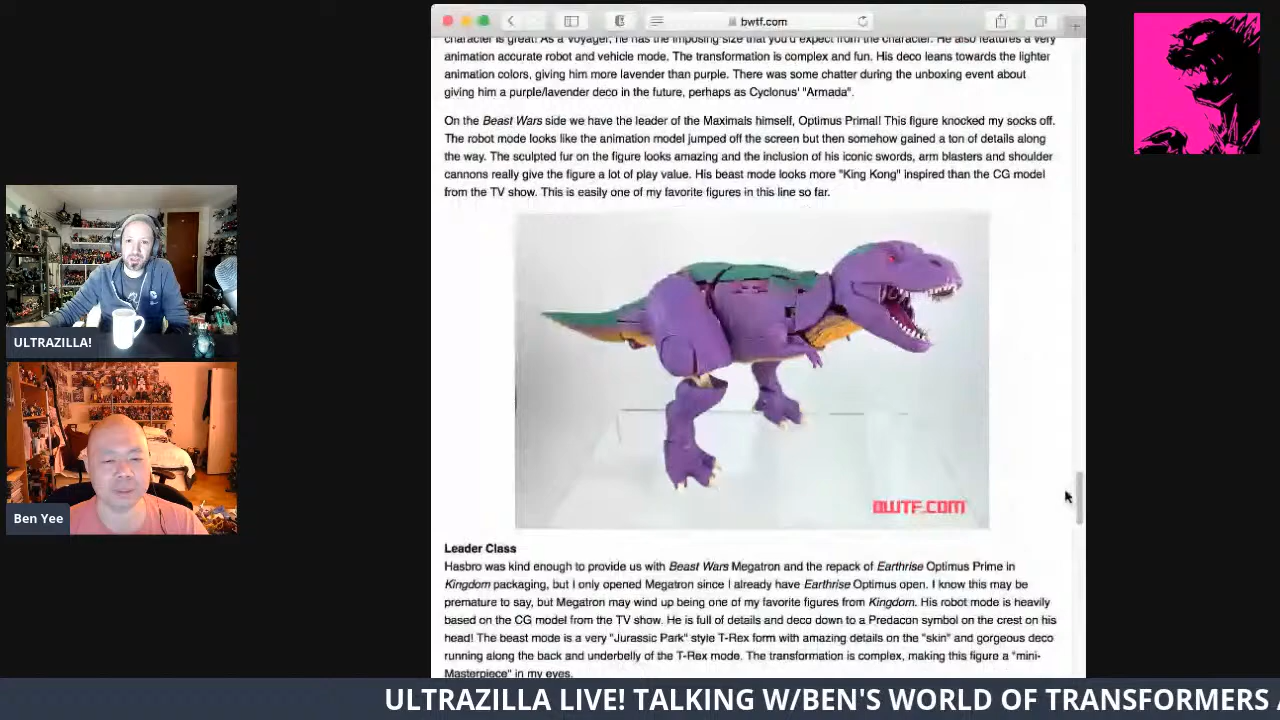 bwtf.com
character is great! As a Voyager, he has the imposing size that you'd expect from the character. He also features a very
animation accurate robot and vehicle mode. The transformation is complex and fun. His deco leans towards the lighter
animation colors, giving him more lavender than purple. There was some chatter during the unboxing event about
giving him a purple/lavender deco in the future, perhaps as Cyclonus' "Armada".
On the Beast Wars side we have the leader of the Maximals himself, Optimus Primal! This figure knocked my socks off.
The robot mode looks like the animation model jumped off the screen but then somehow gained a ton of details along
the way. The sculpted fur on the figure looks amazing and the inclusion of his iconic swords, arm blasters and shoulder
cannons really give the figure a lot of play value. His beast mode looks more "King Kong" inspired than the CG model
from the TV show. This is easily one of my favorite figures in this line so far.
BWTF.COM
Leader Class
Hasbro was kind enough to provide us with Beast Wars Megatron and the repack of Earthrise Optimus Prime in
Kingdom packaging, but I only opened Megatron since I already have Earthrise Optimus open. I know this may be
premature to say, but Megatron may wind up being one of my favorite figures from Kingdom. His robot mode is heavily
based on the CG model from the TV show. He is full of details and deco down to a Predacon symbol on the crest on his
head! The beast mode is a very "Jurassic Park" style T-Rex form with amazing details on the "skin" and gorgeous deco
running along the back and underbelly of the T-Rex mode. The transformation is complex, making this figure a "mini-
Masterpiece" in my eyes.
ULTRAZILLA!
Ben Yee
ULTRAZILLA LIVE! TALKING W/BEN'S WORLD OF TRANSFORMERS